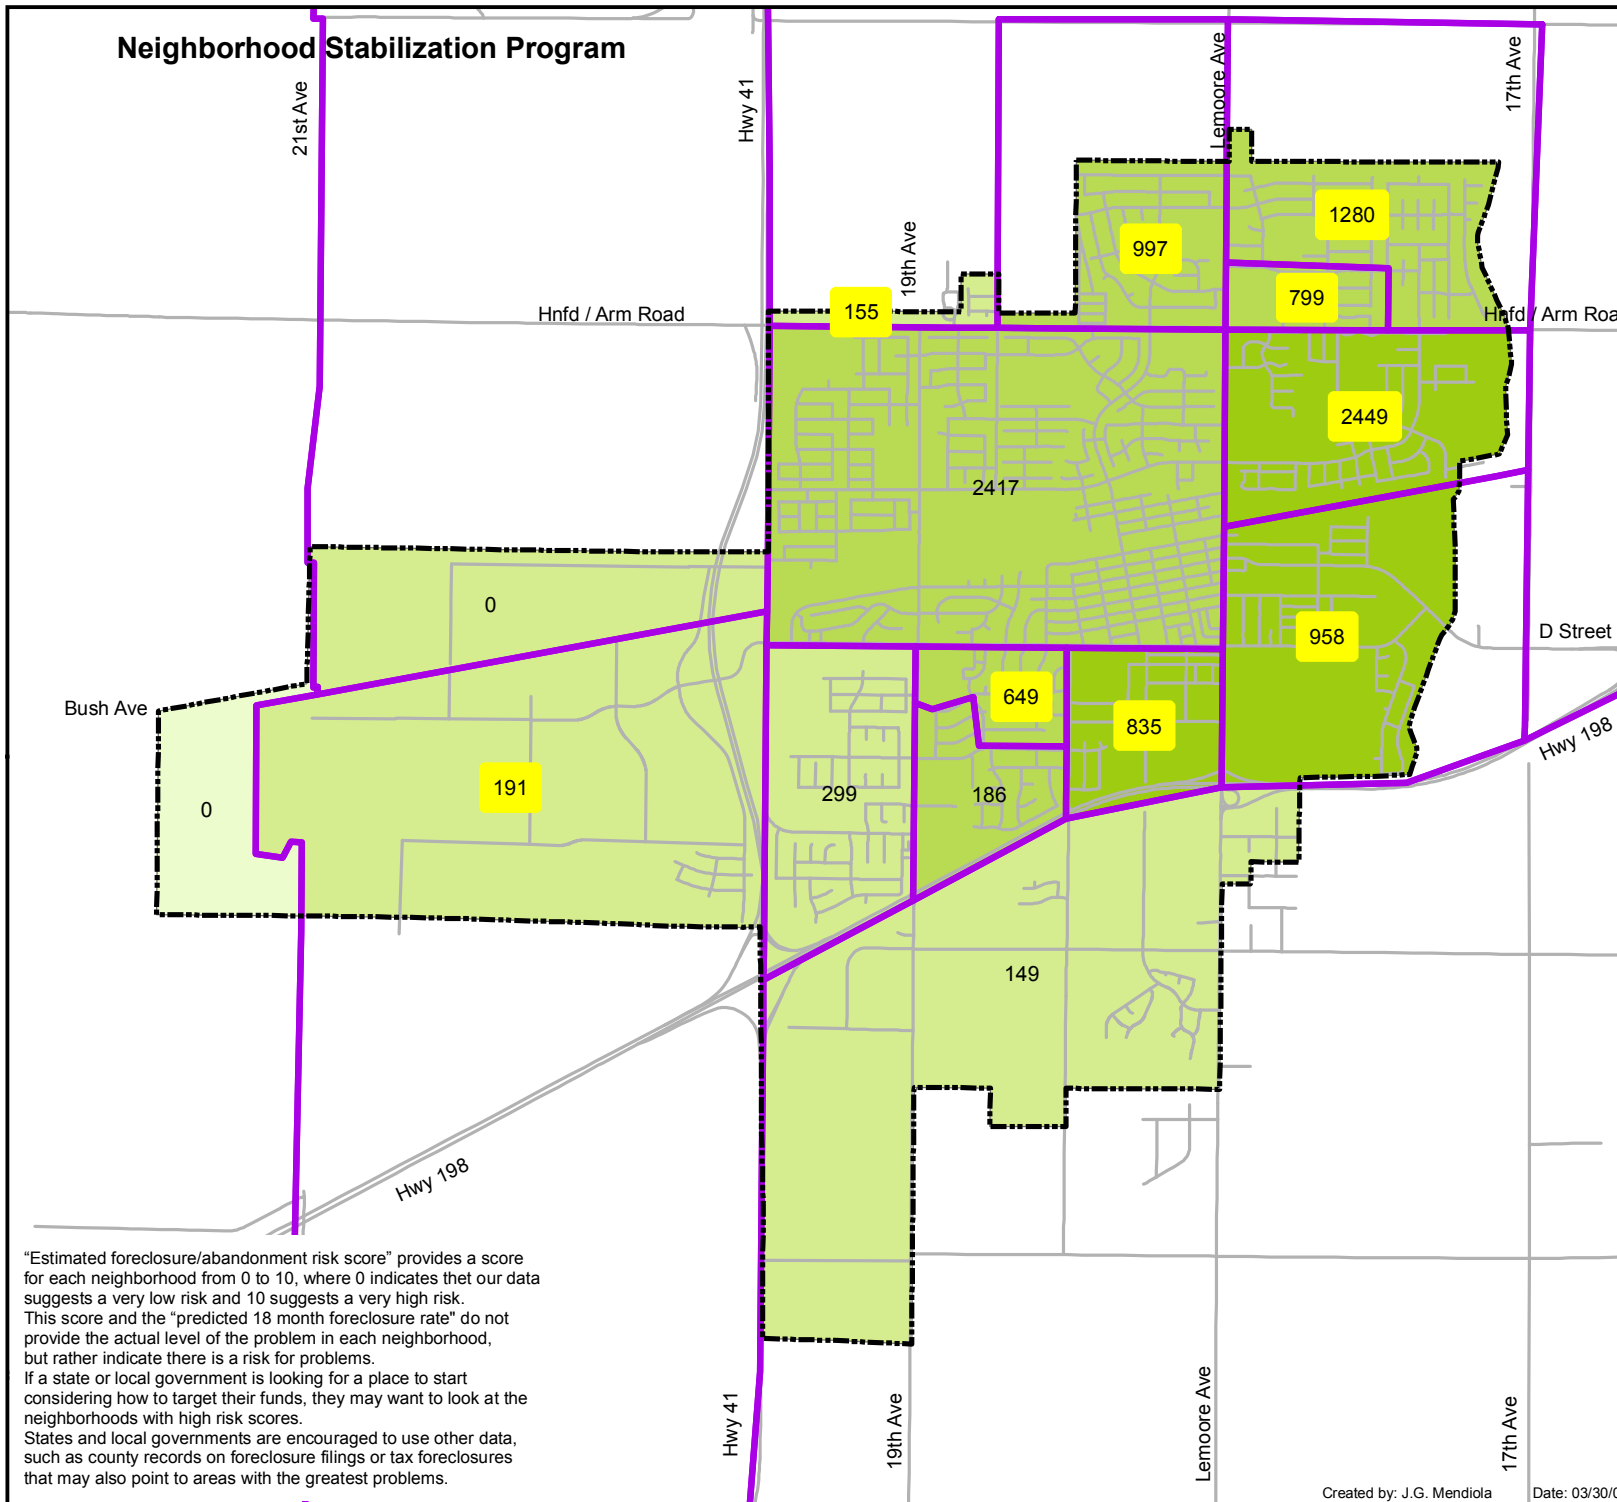 Neighborhood Stabilization Program
21st Ave
Hwy 41
Lemoore Ave
17th Ave
19th Ave
1280
997
799
155
Hnfd / Arm Road
Hnfd / Arm Roa
2449
2417
0
958
D Street
649
Bush Ave
835
Hwy 198
191
299
186
0
149
Hwy 198
"Estimated foreclosure/abandonment risk score" provides a score
for each neighborhood from 0 to 10, where 0 indicates thet our data
suggests a very low risk and 10 suggests a very high risk.
This score and the "predicted 18 month foreclosure rate" do not
provide the actual level of the problem in each neighborhood,
but rather indicate there is a risk for problems.
If a state or local government is looking for a place to start
considering how to target their funds, they may want to look at the
neighborhoods with high risk scores.
States and local governments are encouraged to use other data,
such as county records on foreclosure filings or tax foreclosures
that may also point to areas with the greatest problems.
Hwy 41
19th Ave
Lemoore Ave
17th Ave
Created by: J.G. Mendiola
Date: 03/30/0